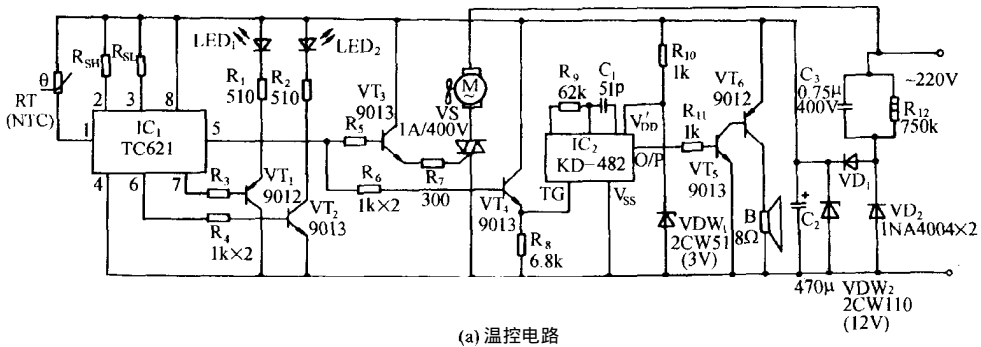 LED₁
LED₂
RSH
RSL
θ
RT
(NTC)
2
3
8
1
IC₁
TC621
5
4
6
7
R₁
510
R₂
510
R₃
R₄
1k×2
VT₁
9012
VT₂
9013
VT₃
9013
R₅
R₆
1k×2
R₇
300
VS
1A/400V
M
~
VT₄
9013
R₈
6.8k
R₉
62k
C₁
51p
IC₂
KD-482
V'DD
O/P
TG
VSS
R₁₀
1k
R₁₁
1k
VT₅
9013
VT₆
9012
VDW₁
2CW51
(3V)
B
8Ω
C₂
+
470μ
C₃
0.75μ
400V
R₁₂
750k
~220V
VD₁
VD₂
1NA4004×2
VDW₂
2CW110
(12V)
(a) 温控电路